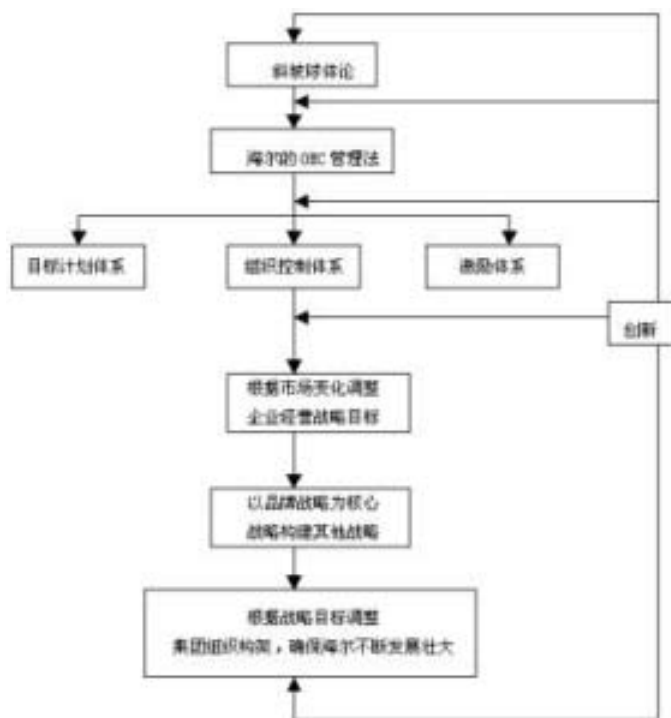 斜坡球体论
海尔的 OEC 管理法
目标计划体系
组织控制体系
激励体系
创新
根据市场变化调整
企业经营战略目标
以品牌战略为核心
战略构建其他战略
根据战略目标调整
集团组织构架，确保海尔不断发展壮大